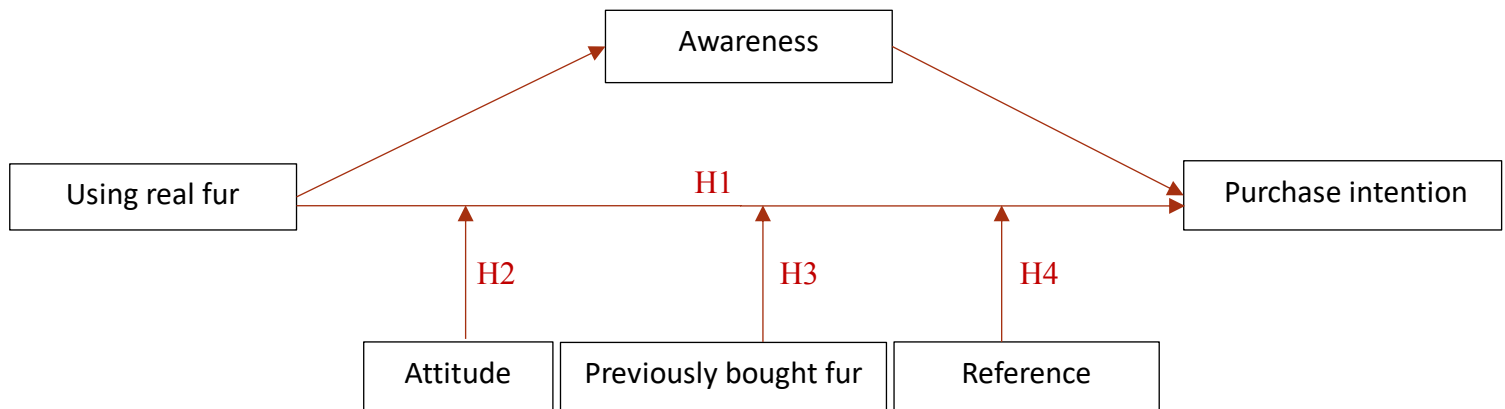 Awareness
Using real fur
H1
Purchase intention
H2
H3
H4
Attitude
Previously bought fur
Reference